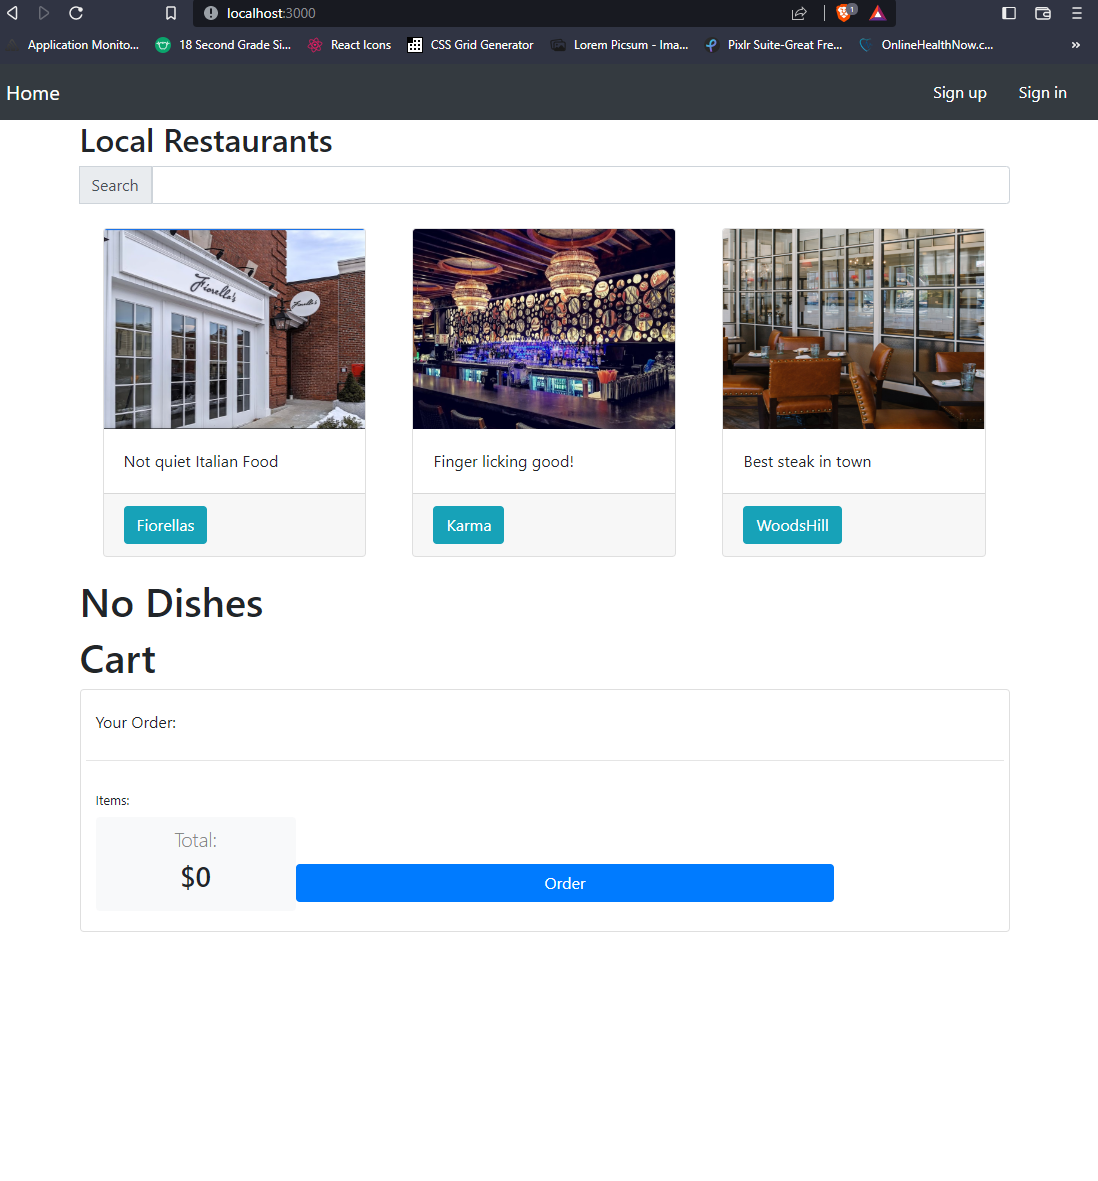 localhost:3000
1
Application Monito... 18 Second Grade Si... React Icons CSS Grid Generator Lorem Picsum - Ima... Pixlr Suite-Great Fre... OnlineHealthNow.c... »
Home Sign up Sign in
Local Restaurants
Search
Fiorella's
Fiorella's
Not quiet Italian Food Finger licking good! Best steak in town
Fiorellas Karma WoodsHill
No Dishes
Cart
Your Order:
Items:
Total:
$0
Order